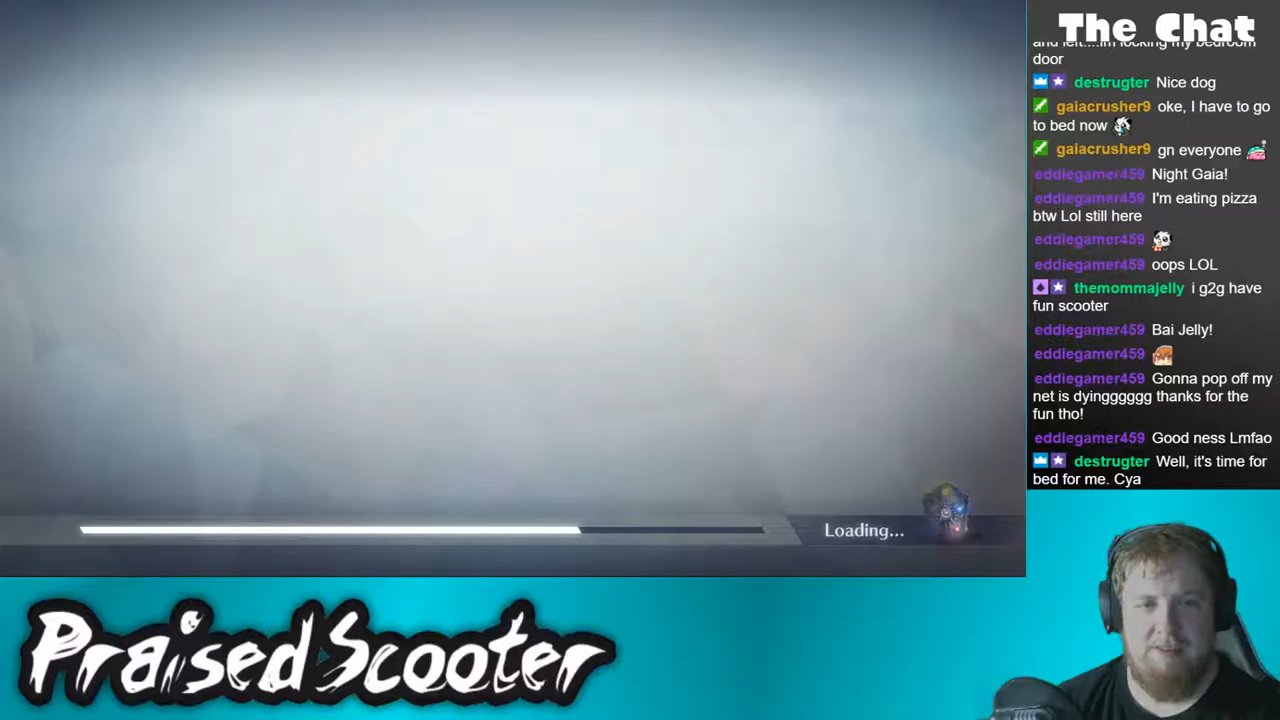 The Chat
and left....im locking my bedroom
door
destrugter Nice dog
gaiacrusher9 oke, I have to go
to bed now
gaiacrusher9 gn everyone
eddiegamer459 Night Gaia!
eddiegamer459 I'm eating pizza
btw Lol still here
eddiegamer459
eddiegamer459 oops LOL
themommajelly i g2g have
fun scooter
eddiegamer459 Bai Jelly!
eddiegamer459
eddiegamer459 Gonna pop off my
net is dyingggggg thanks for the
fun tho!
eddiegamer459 Good ness Lmfao
destrugter Well, it's time for
bed for me. Cya
Loading...
PraisedScooter